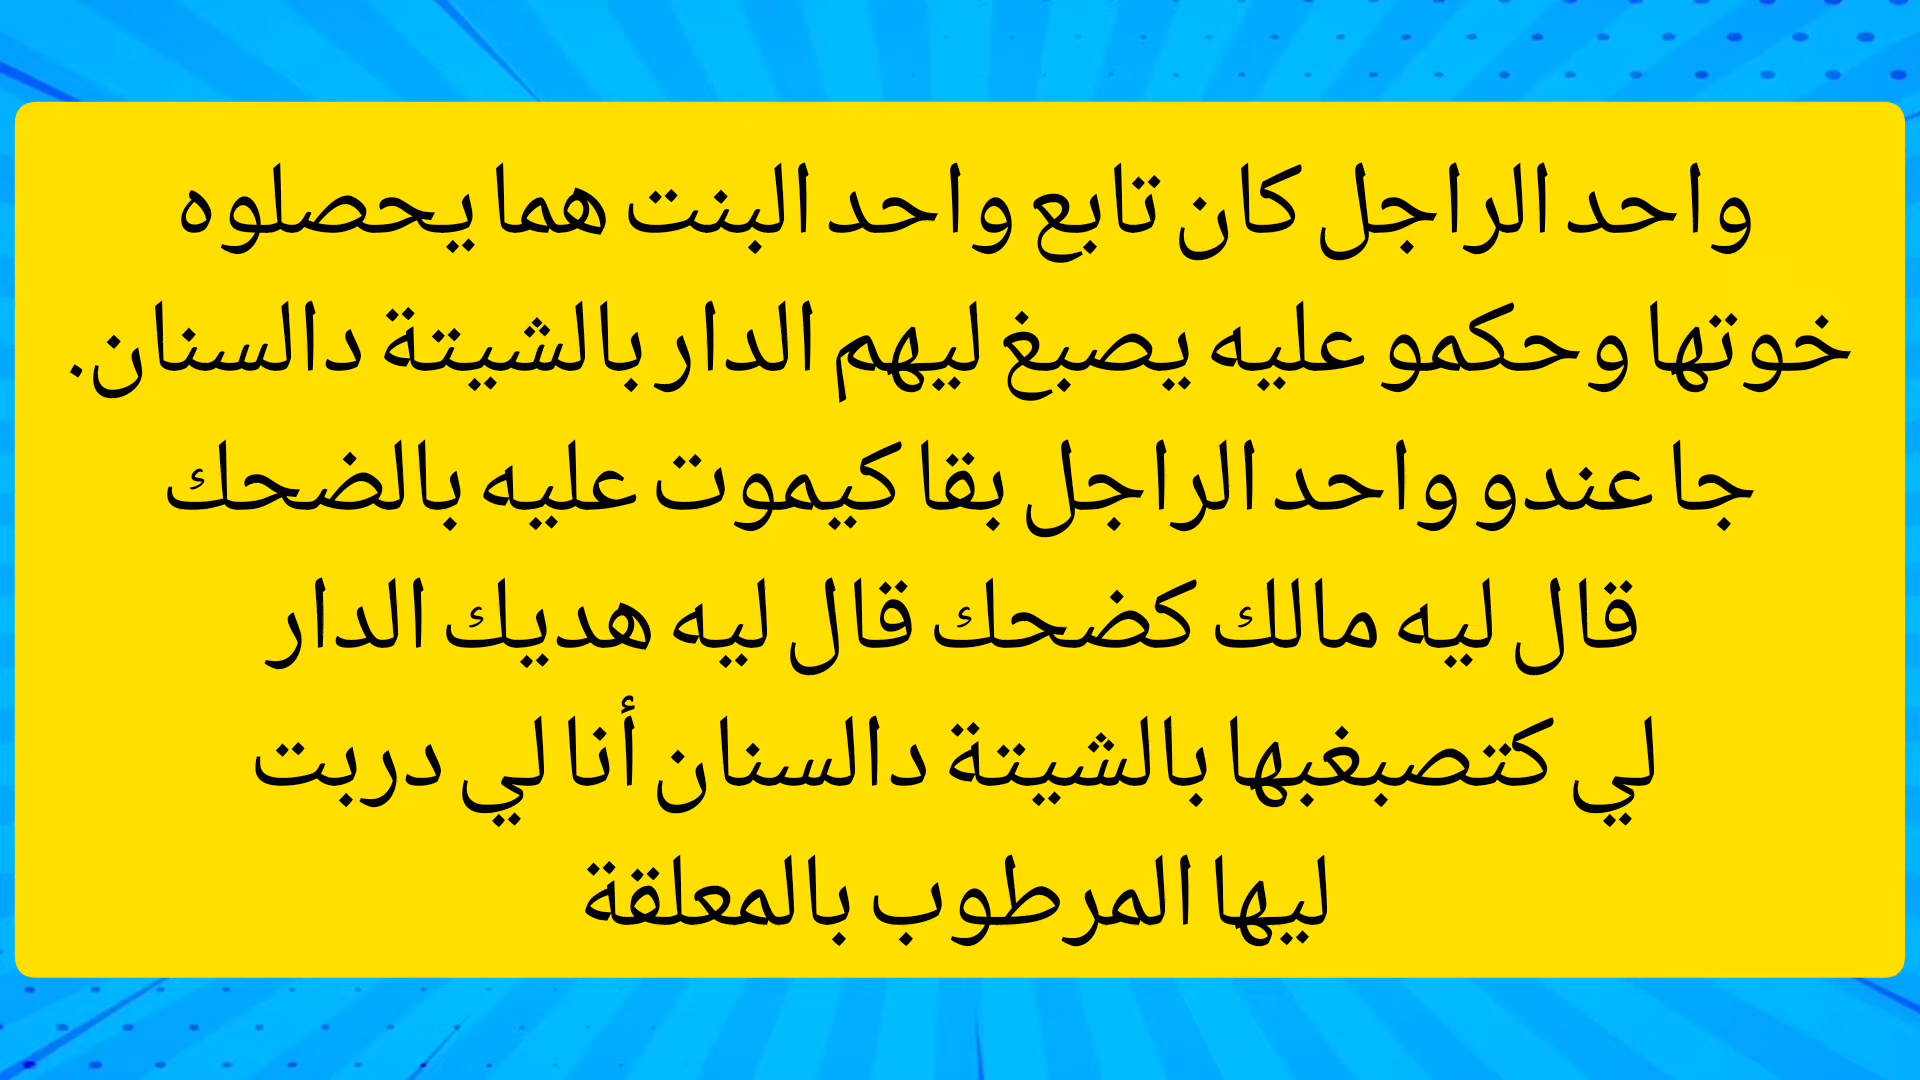 واحد الراجل كان تابع واحد البنت هما يحصلوه
خوتها وحكمو عليه يصبغ ليهم الدار بالشيتة دالسنان.
جا عندو واحد الراجل بقا كيموت عليه بالضحك
قال ليه مالك كضحك قال ليه هديك الدار
لي كتصبغبها بالشيتة دالسنان أنا لي دربت
ليها المرطوب بالمعلقة